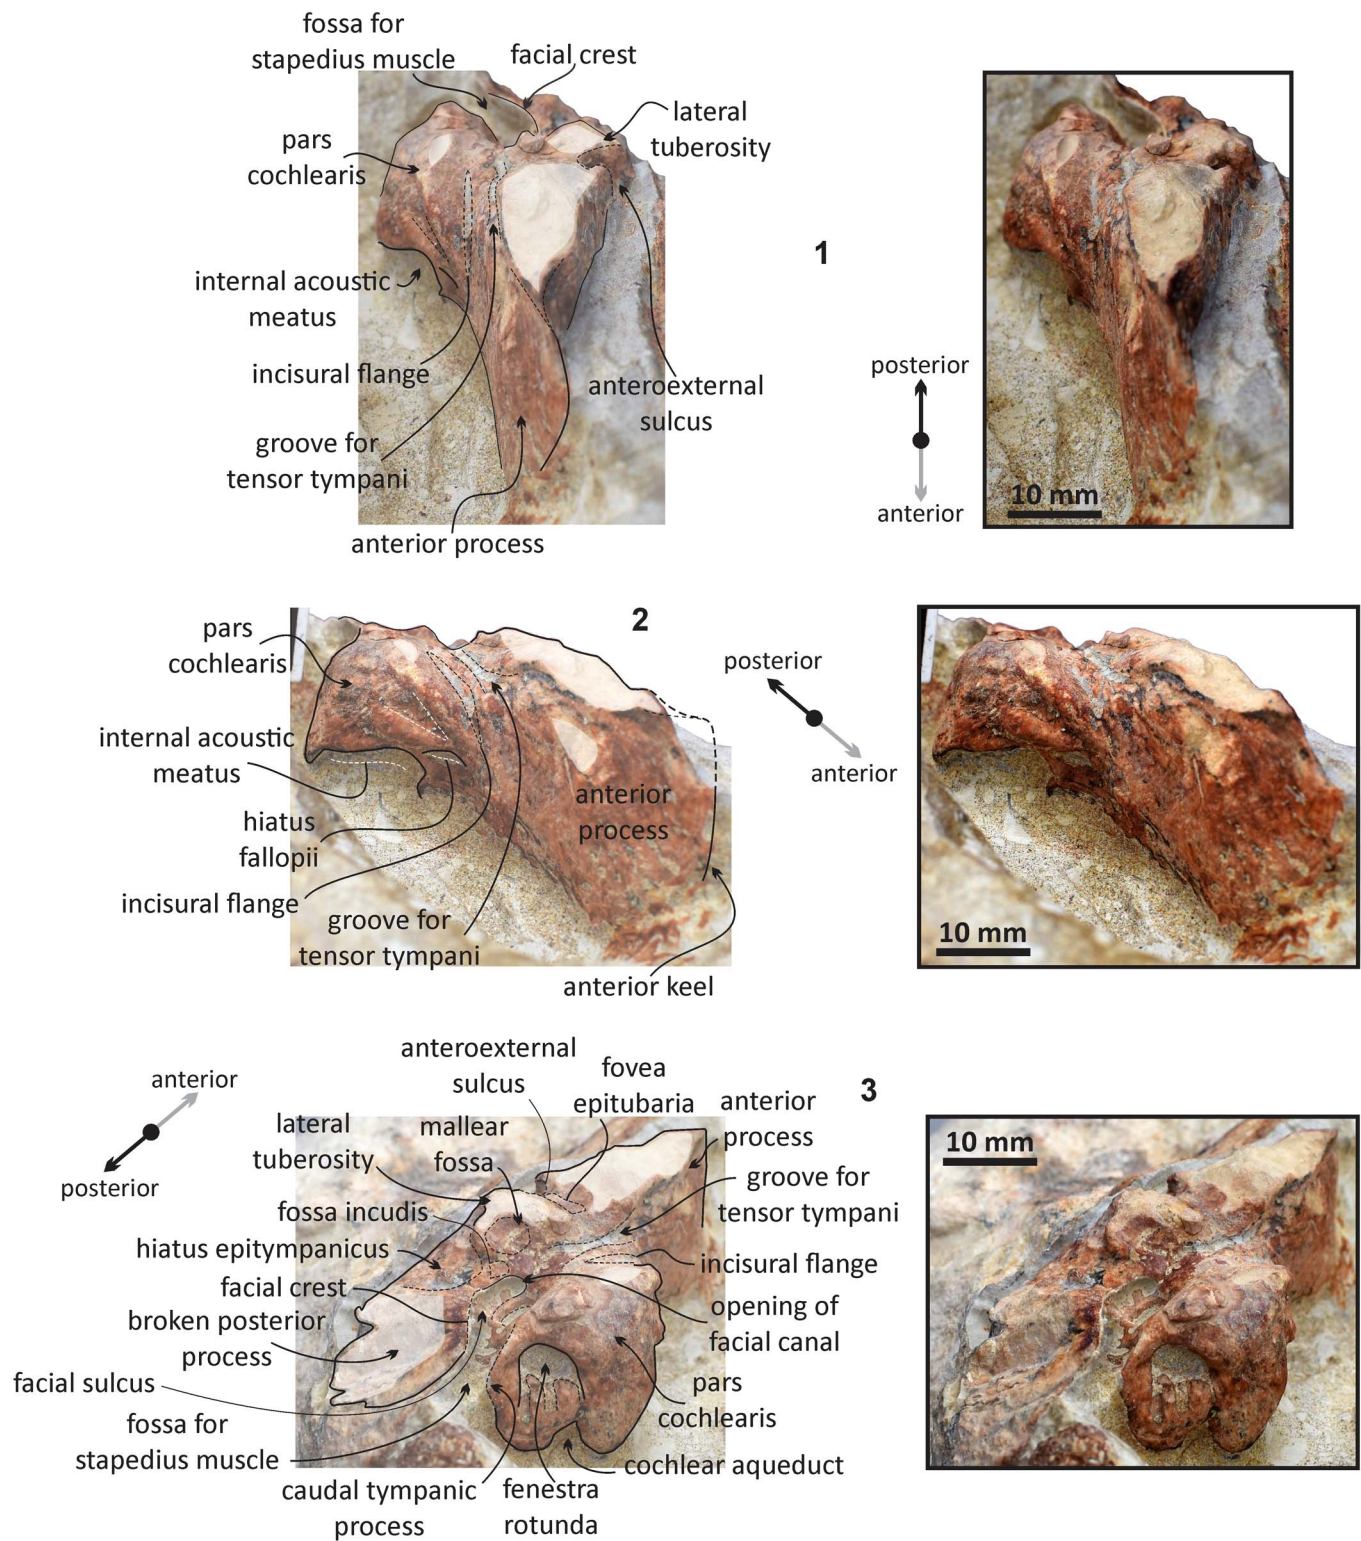 fossa for
stapedius muscle
facial crest
lateral
tuberosity
pars
cochlearis
internal acoustic
meatus
incisural flange
groove for
tensor tympani
anterior process
anteroexternal
sulcus
1
posterior
anterior
10 mm
2
pars
cochlearis
internal acoustic
meatus
hiatus
fallopii
incisural flange
groove for
tensor tympani
anterior
process
anterior keel
posterior
anterior
10 mm
3
anterior
posterior
anteroexternal
sulcus
fovea
epitubaria
anterior
process
lateral
tuberosity
mallear
fossa
groove for
tensor tympani
fossa incudis
hiatus epitympanicus
incisural flange
facial crest
opening of
facial canal
broken posterior
process
facial sulcus
pars
cochlearis
fossa for
stapedius muscle
cochlear aqueduct
caudal tympanic
process
fenestra
rotunda
10 mm